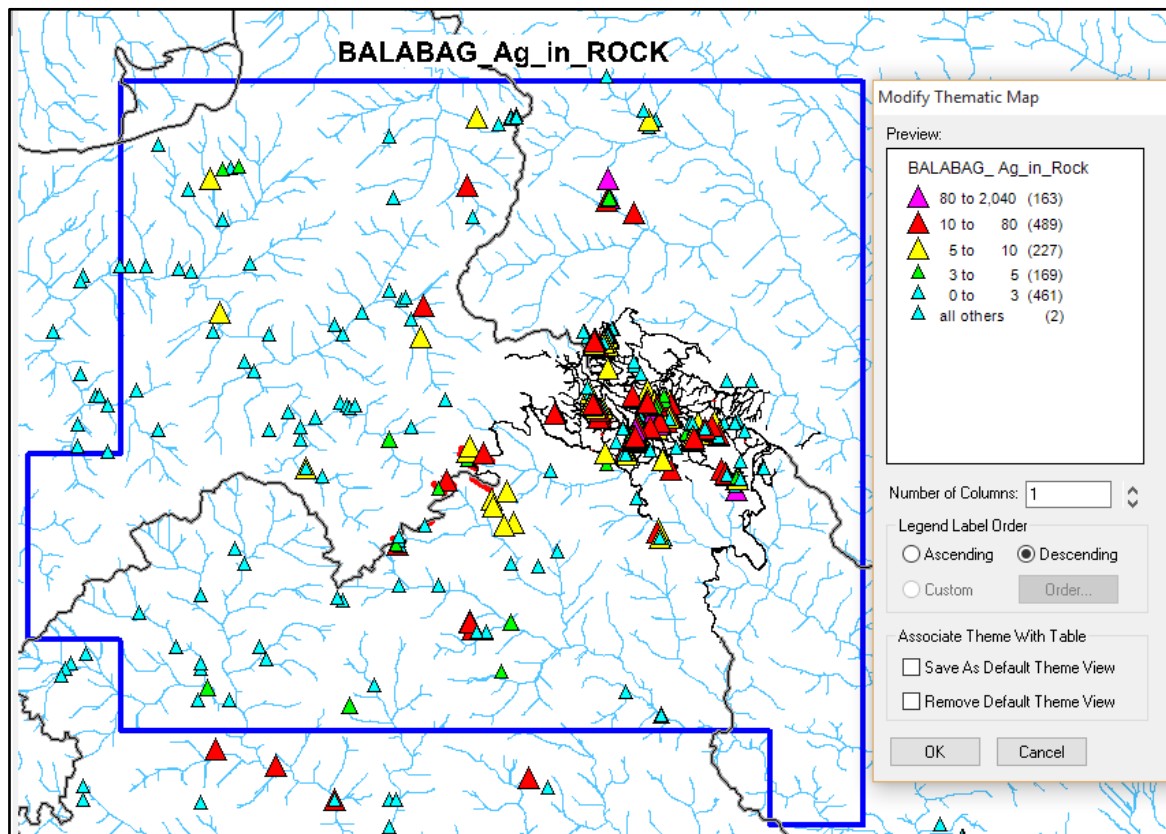 BALABAG_Ag_in_ROCK
Modify Thematic Map
Preview:
BALABAG_ Ag_in_Rock
80 to 2,040 (163)
10 to 80 (489)
5 to 10 (227)
3 to 5 (169)
0 to 3 (461)
all others (2)
Number of Columns: 1
Legend Label Order
Ascending Descending
Custom Order...
Associate Theme With Table
Save As Default Theme View
Remove Default Theme View
OK Cancel